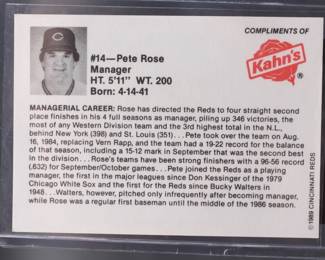 COMPLIMENTS OF
Kahn's
®
#14—Pete Rose
Manager
HT. 5'11" WT. 200
Born: 4-14-41
MANAGERIAL CAREER: Rose has directed the Reds to four straight second
place finishes in his 4 full seasons as manager, piling up 346 victories, the
most of any Western Division team and the 3rd highest total in the N.L.,
behind New York (398) and St. Louis (351). . .Pete took over the team on Aug.
16, 1984, replacing Vern Rapp, and the team had a 19-22 record for the balance
of that season, including a 15-12 mark in September that was the second best
in the division. . . Rose's teams have been strong finishers with a 96-56 record
(.632) for September/October games. . .Pete joined the Reds as a playing
manager, the first in the major leagues since Don Kessinger of the 1979
Chicago White Sox and the first for the Reds since Bucky Walters in
1948. . .Walters, however, pitched only infrequently after becoming manager,
while Rose was a regular first baseman until the middle of the 1986 season.
©1989 CINCINNATI REDS